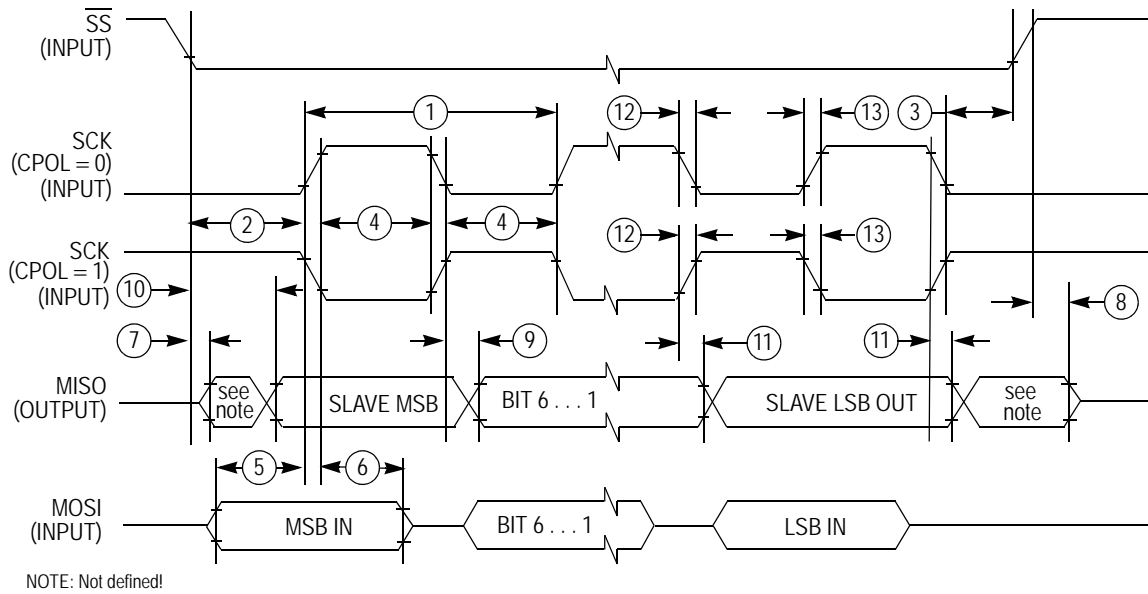 SS
(INPUT)
1
12
13
3
SCK
(CPOL = 0)
(INPUT)
2
4
4
12
13
SCK
(CPOL = 1)
(INPUT)
10
8
7
9
11
11
MISO
(OUTPUT)
see
note
SLAVE MSB
BIT 6 . . . 1
SLAVE LSB OUT
see
note
5
6
MOSI
(INPUT)
MSB IN
BIT 6 . . . 1
LSB IN
NOTE: Not defined!